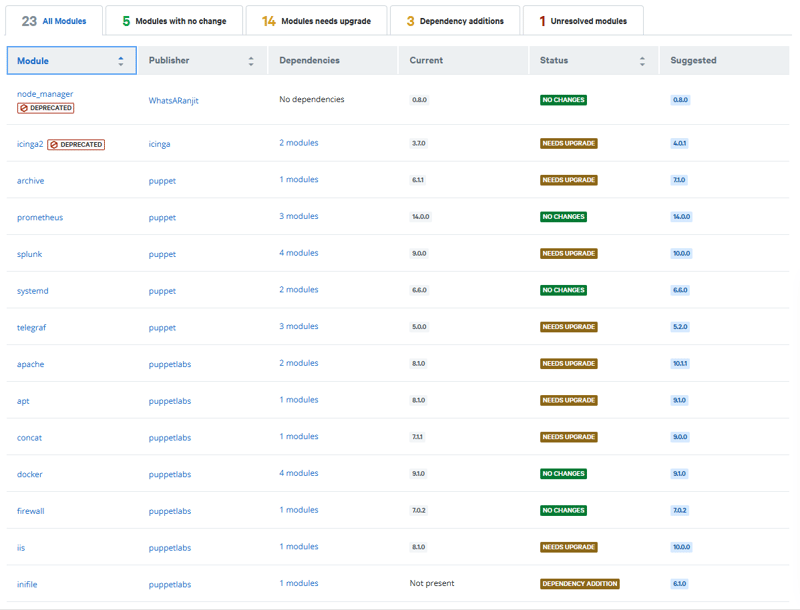 23 All Modules 5 Modules with no change 14 Modules needs upgrade 3 Dependency additions 1 Unresolved modules
Module Publisher Dependencies Current Status Suggested
node_manager
DEPRECATED WhatsARanjit No dependencies 0.8.0 NO CHANGES 0.8.0
icinga2 DEPRECATED icinga 2 modules 3.7.0 NEEDS UPGRADE 4.0.1
archive puppet 1 modules 6.1.1 NEEDS UPGRADE 7.1.0
prometheus puppet 3 modules 14.0.0 NO CHANGES 14.0.0
splunk puppet 4 modules 9.0.0 NEEDS UPGRADE 10.0.0
systemd puppet 2 modules 6.6.0 NO CHANGES 6.6.0
telegraf puppet 3 modules 5.0.0 NEEDS UPGRADE 5.2.0
apache puppetlabs 2 modules 8.1.0 NEEDS UPGRADE 10.1.1
apt puppetlabs 1 modules 8.1.0 NEEDS UPGRADE 9.1.0
concat puppetlabs 1 modules 7.1.1 NEEDS UPGRADE 9.0.0
docker puppetlabs 4 modules 9.1.0 NO CHANGES 9.1.0
firewall puppetlabs 1 modules 7.0.2 NO CHANGES 7.0.2
iis puppetlabs 1 modules 8.1.0 NEEDS UPGRADE 10.0.0
inifile puppetlabs 1 modules Not present DEPENDENCY ADDITION 6.1.0